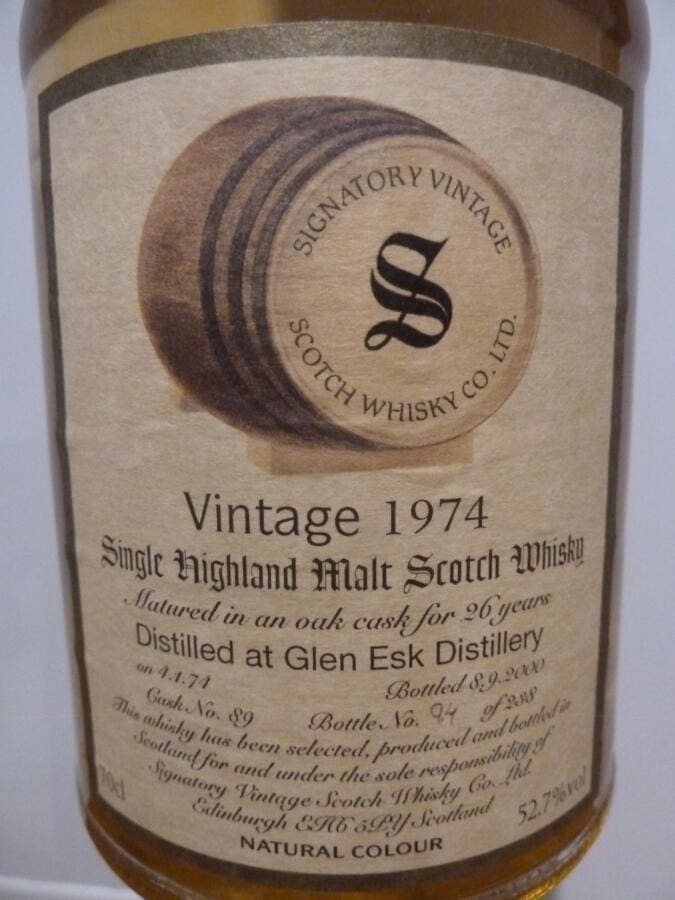 SIGNATORY VINTAGE
S
SCOTCH WHISKY CO. LTD.
Vintage 1974
Single Highland Malt Scotch Whisky
Matured in an oak cask for 26 years
Distilled at Glen Esk Distillery
on 4.1.74 Bottled 8.9.2000
Cask No. 89 Bottle No. 94 of 238
This whisky has been selected, produced and bottled in
Scotland for and under the sole responsibility of
Signatory Vintage Scotch Whisky Co. Ltd.
Edinburgh EH6 5PY Scotland
70cl 52.7%vol
NATURAL COLOUR